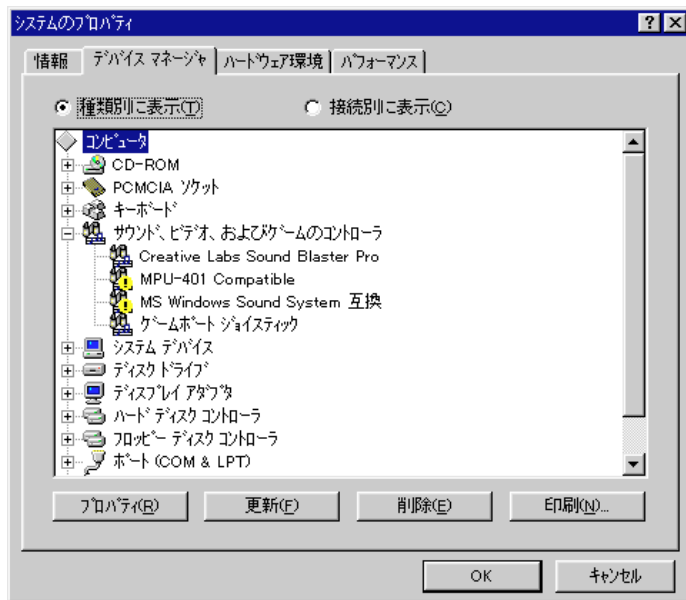 ｼｽﾃﾑのﾌﾟﾛﾊﾟﾃｨ
情報 ﾃﾞﾊﾞｲｽ ﾏﾈｰｼﾞｬ ﾊｰﾄﾞｳｪｱ環境 ﾊﾟﾌｫｰﾏﾝｽ
種類別に表示(T) 接続別に表示(C)
ｺﾝﾋﾟｭｰﾀ
CD-ROM
PCMCIA ｿｹｯﾄ
ｷｰﾎﾞｰﾄﾞ
ｻｳﾝﾄﾞ､ﾋﾞﾃﾞｵ､およびｹﾞｰﾑのｺﾝﾄﾛｰﾗ
Creative Labs Sound Blaster Pro
MPU-401 Compatible
MS Windows Sound System 互換
ｹﾞｰﾑﾎﾟｰﾄ ｼﾞｮｲｽﾃｨｯｸ
ｼｽﾃﾑ ﾃﾞﾊﾞｲｽ
ﾃﾞｨｽｸ ﾄﾞﾗｲﾌﾞ
ﾃﾞｨｽﾌﾟﾚｲ ｱﾀﾞﾌﾟﾀ
ﾊｰﾄﾞ ﾃﾞｨｽｸ ｺﾝﾄﾛｰﾗ
ﾌﾛｯﾋﾟｰ ﾃﾞｨｽｸ ｺﾝﾄﾛｰﾗ
ﾎﾟｰﾄ (COM & LPT)
ﾌﾟﾛﾊﾟﾃｨ(R) 更新(F) 削除(E) 印刷(N)...
OK ｷｬﾝｾﾙ